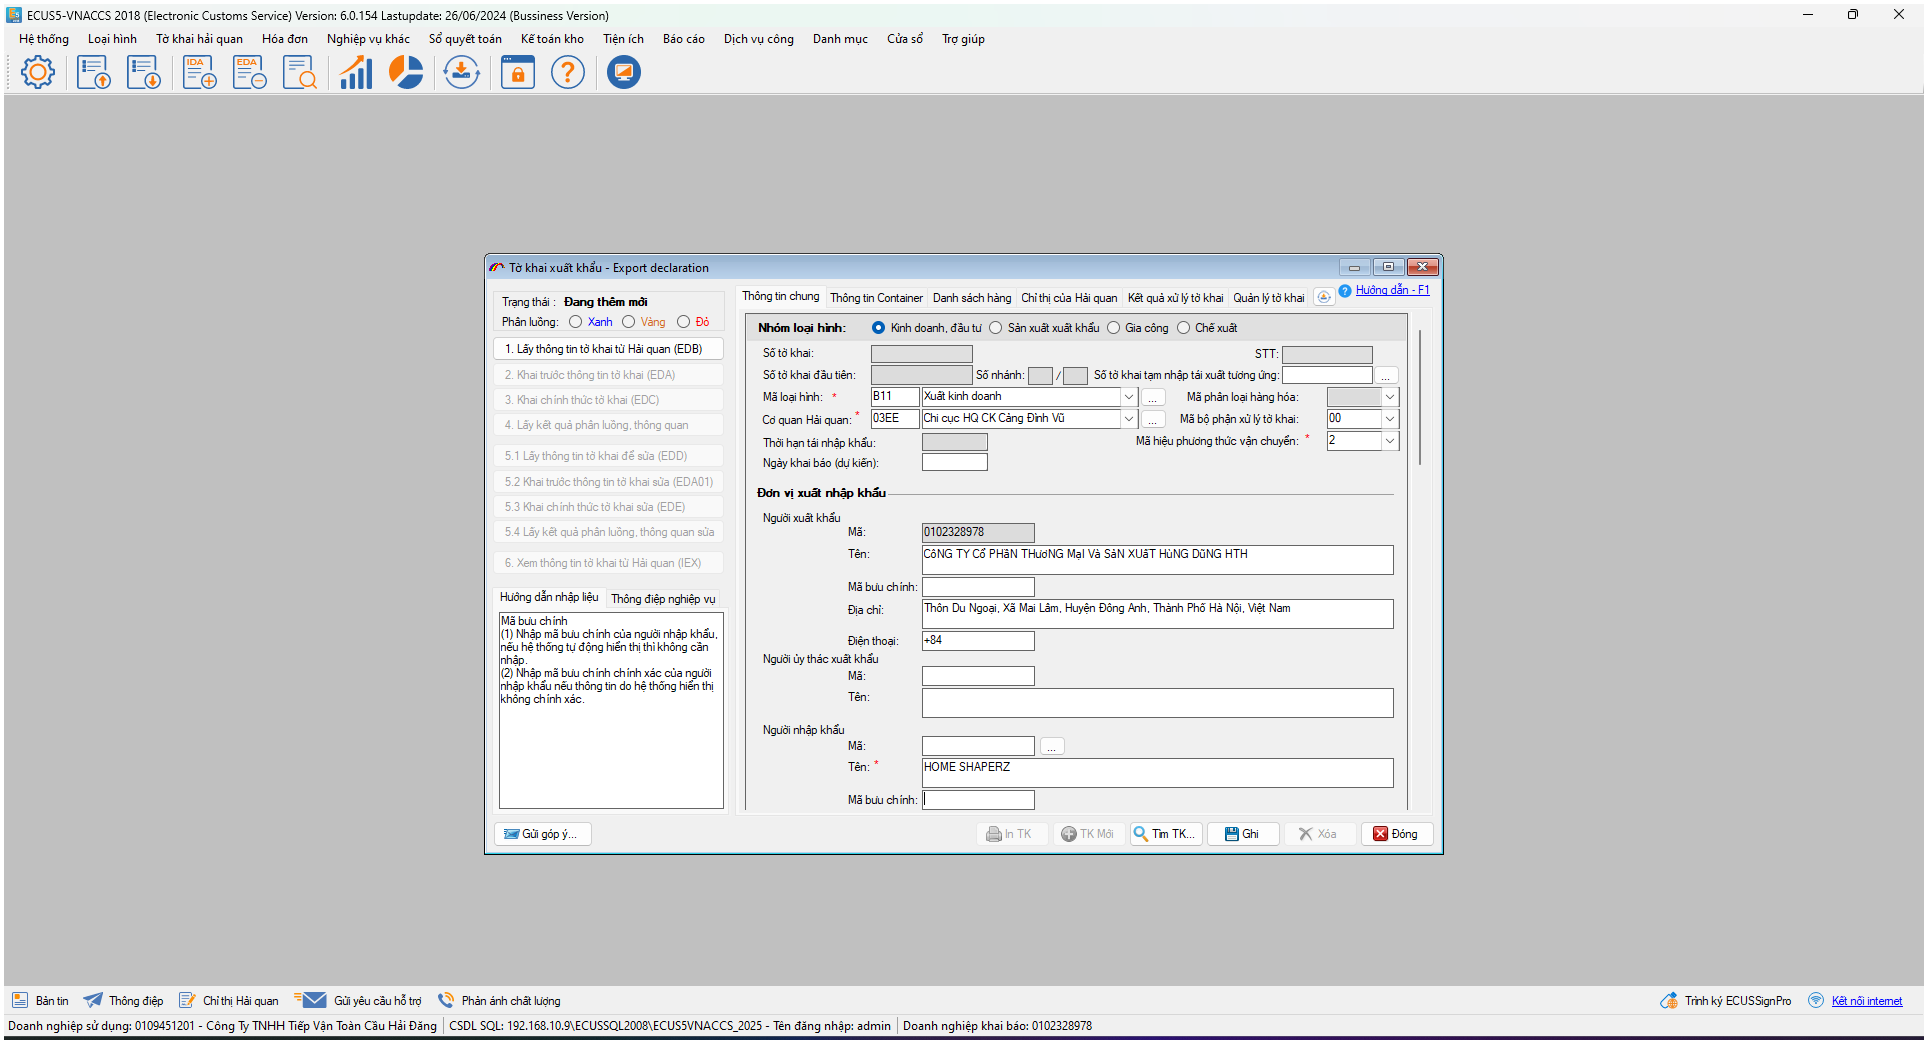 ECUS5-VNACCS 2018 (Electronic Customs Service) Version: 6.0.154 Lastupdate: 26/06/2024 (Bussiness Version)
Hệ thống Loại hình Tờ khai hải quan Hóa đơn Nghiệp vụ khác Sổ quyết toán Kế toán kho Tiện ích Báo cáo Dịch vụ công Danh mục Cửa sổ Trợ giúp
IDA EDA
Tờ khai xuất khẩu - Export declaration
Trạng thái : Đang thêm mới
Phân luồng: Xanh Vàng Đỏ
1. Lấy thông tin tờ khai từ Hải quan (EDB)
2. Khai trước thông tin tờ khai (EDA)
3. Khai chính thức tờ khai (EDC)
4. Lấy kết quả phân luồng, thông quan
5.1 Lấy thông tin tờ khai để sửa (EDD)
5.2 Khai trước thông tin tờ khai sửa (EDA01)
5.3 Khai chính thức tờ khai sửa (EDE)
5.4 Lấy kết quả phân luồng, thông quan sửa
6. Xem thông tin tờ khai từ Hải quan (IEX)
Hướng dẫn nhập liệu Thông điệp nghiệp vụ
Mã bưu chính
(1) Nhập mã bưu chính của người nhập khẩu,
nếu hệ thống tự động hiển thị thì không cần
nhập.
(2) Nhập mã bưu chính chính xác của người
nhập khẩu nếu thông tin do hệ thống hiển thị
không chính xác.
Gửi góp ý...
Thông tin chung Thông tin Container Danh sách hàng Chỉ thị của Hải quan Kết quả xử lý tờ khai Quản lý tờ khai Hướng dẫn - F1
Nhóm loại hình: Kinh doanh, đầu tư Sản xuất xuất khẩu Gia công Chế xuất
Số tờ khai: STT:
Số tờ khai đầu tiên: Số nhánh: / Số tờ khai tạm nhập tái xuất tương ứng: ...
Mã loại hình: * B11 Xuất kinh doanh ... Mã phân loại hàng hóa:
Cơ quan Hải quan: * 03EE Chi cục HQ CK Cảng Đình Vũ ... Mã bộ phận xử lý tờ khai: 00
Thời hạn tái nhập khẩu: Mã hiệu phương thức vận chuyển: * 2
Ngày khai báo (dự kiến):
Đơn vị xuất nhập khẩu
Người xuất khẩu
Mã: 0102328978
Tên: CôNG TY Cổ PHầN THươNG MạI Và SảN XUấT HùNG DũNG HTH
Mã bưu chính:
Địa chỉ: Thôn Du Ngoại, Xã Mai Lâm, Huyện Đông Anh, Thành Phố Hà Nội, Việt Nam
Điện thoại: +84
Người ủy thác xuất khẩu
Mã:
Tên:
Người nhập khẩu
Mã: ...
Tên: * HOME SHAPERZ
Mã bưu chính:
In TK TK Mới Tìm TK... Ghi Xóa Đóng
Bản tin Thông điệp Chỉ thị Hải quan Gửi yêu cầu hỗ trợ Phản ánh chất lượng Trình ký ECUSSignPro Kết nối internet
Doanh nghiệp sử dụng: 0109451201 - Công Ty TNHH Tiếp Vận Toàn Cầu Hải Đăng CSDL SQL: 192.168.10.9\ECUSSQL2008\ECUS5VNACCS_2025 - Tên đăng nhập: admin Doanh nghiệp khai báo: 0102328978